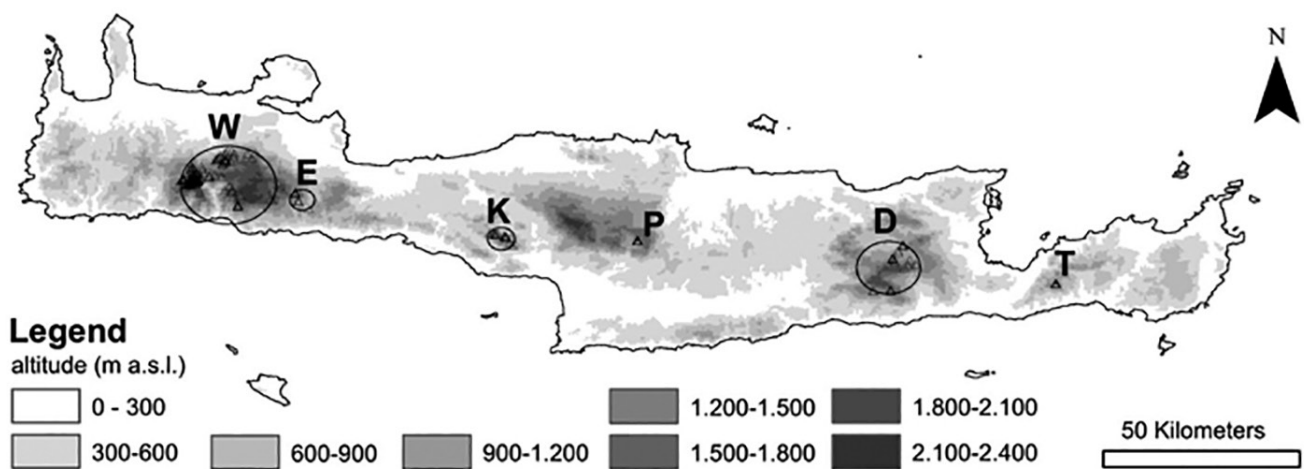 N
W
E
K
P
D
T
Legend
altitude (m a.s.l.)
0 - 300
300-600
600-900
900-1.200
1.200-1.500
1.500-1.800
1.800-2.100
2.100-2.400
50 Kilometers